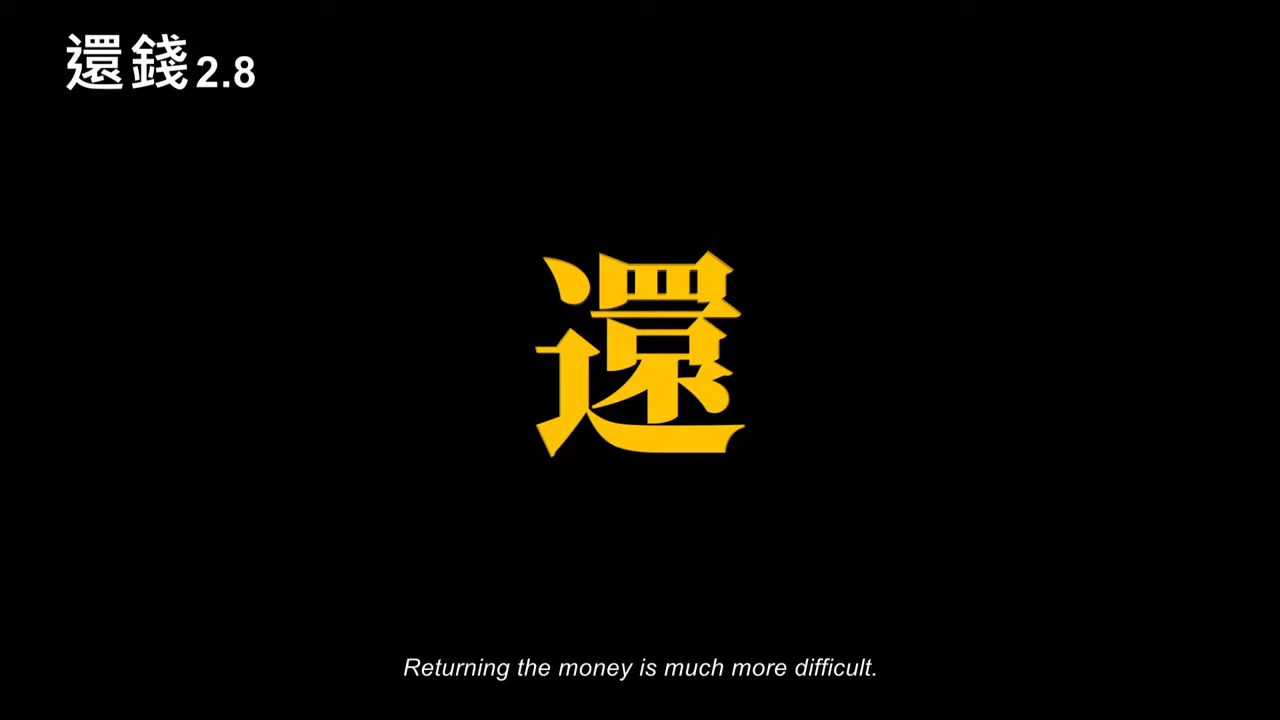 還錢2.8
還
Returning the money is much more difficult.